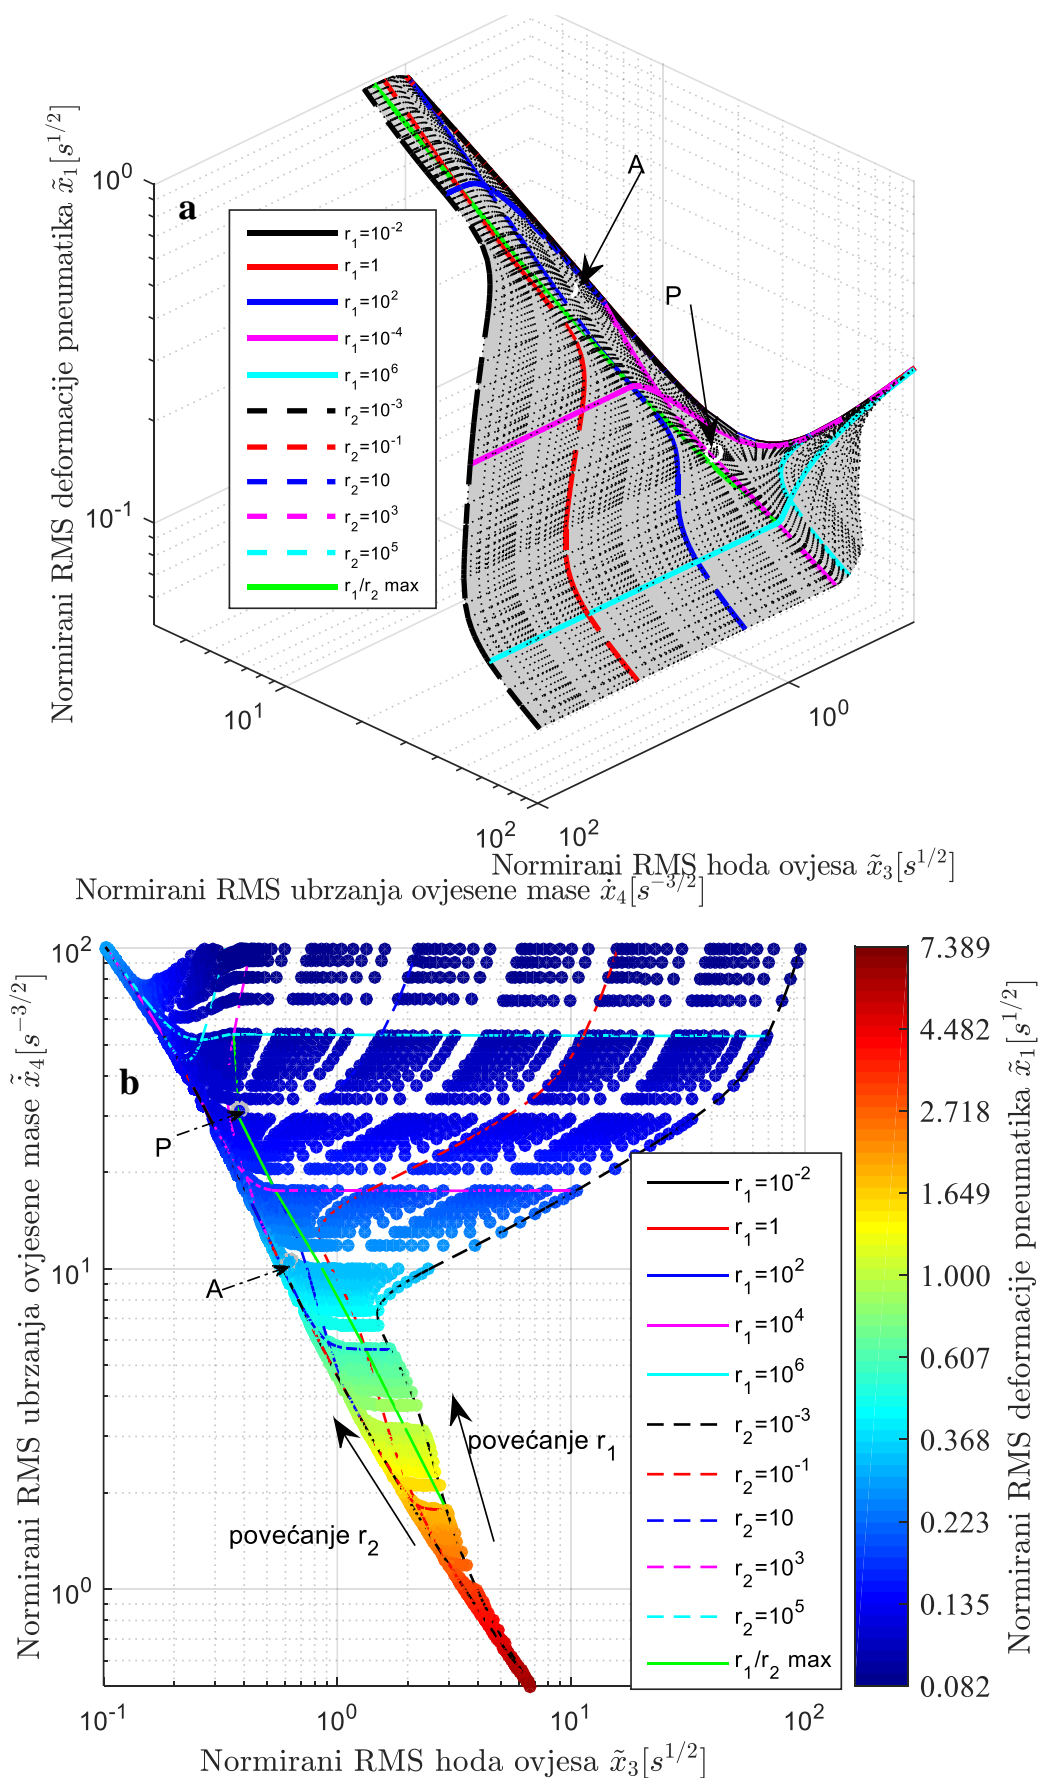 Normirani RMS deformacije pneumatika x̃₁[s^{1/2}]
10⁰
10⁻¹
a
A
P
r₁=10⁻²
r₁=1
r₁=10²
r₁=10⁻⁴
r₁=10⁶
r₂=10⁻³
r₂=10⁻¹
r₂=10
r₂=10³
r₂=10⁵
r₁/r₂ max
10¹
10²
10²
10⁰
Normirani RMS hoda ovjesa x̃₃[s^{1/2}]
Normirani RMS ubrzanja ovjesene mase ẋ̃₄[s^{-3/2}]
Normirani RMS ubrzanja ovjesene mase ẋ̃₄[s^{-3/2}]
10²
10¹
10⁰
b
P
A
povećanje r₁
povećanje r₂
r₁=10⁻²
r₁=1
r₁=10²
r₁=10⁴
r₁=10⁶
r₂=10⁻³
r₂=10⁻¹
r₂=10
r₂=10³
r₂=10⁵
r₁/r₂ max
10⁻¹
10⁰
10¹
10²
Normirani RMS hoda ovjesa x̃₃[s^{1/2}]
7.389
4.482
2.718
1.649
1.000
0.607
0.368
0.223
0.135
0.082
Normirani RMS deformacije pneumatika x̃₁[s^{1/2}]